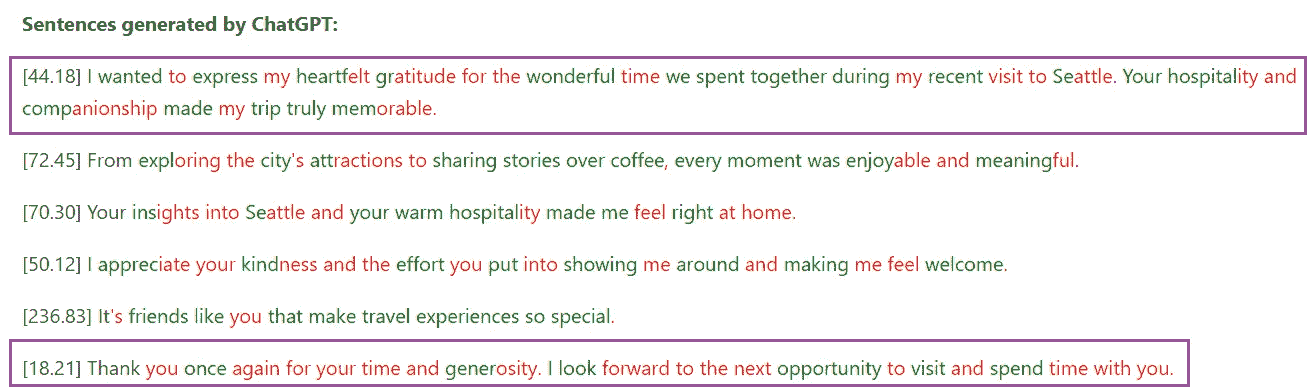 Sentences generated by ChatGPT:
[44.18] I wanted to express my heartfelt gratitude for the wonderful time we spent together during my recent visit to Seattle. Your hospitality and
companionship made my trip truly memorable.
[72.45] From exploring the city's attractions to sharing stories over coffee, every moment was enjoyable and meaningful.
[70.30] Your insights into Seattle and your warm hospitality made me feel right at home.
[50.12] I appreciate your kindness and the effort you put into showing me around and making me feel welcome.
[236.83] It's friends like you that make travel experiences so special.
[18.21] Thank you once again for your time and generosity. I look forward to the next opportunity to visit and spend time with you.